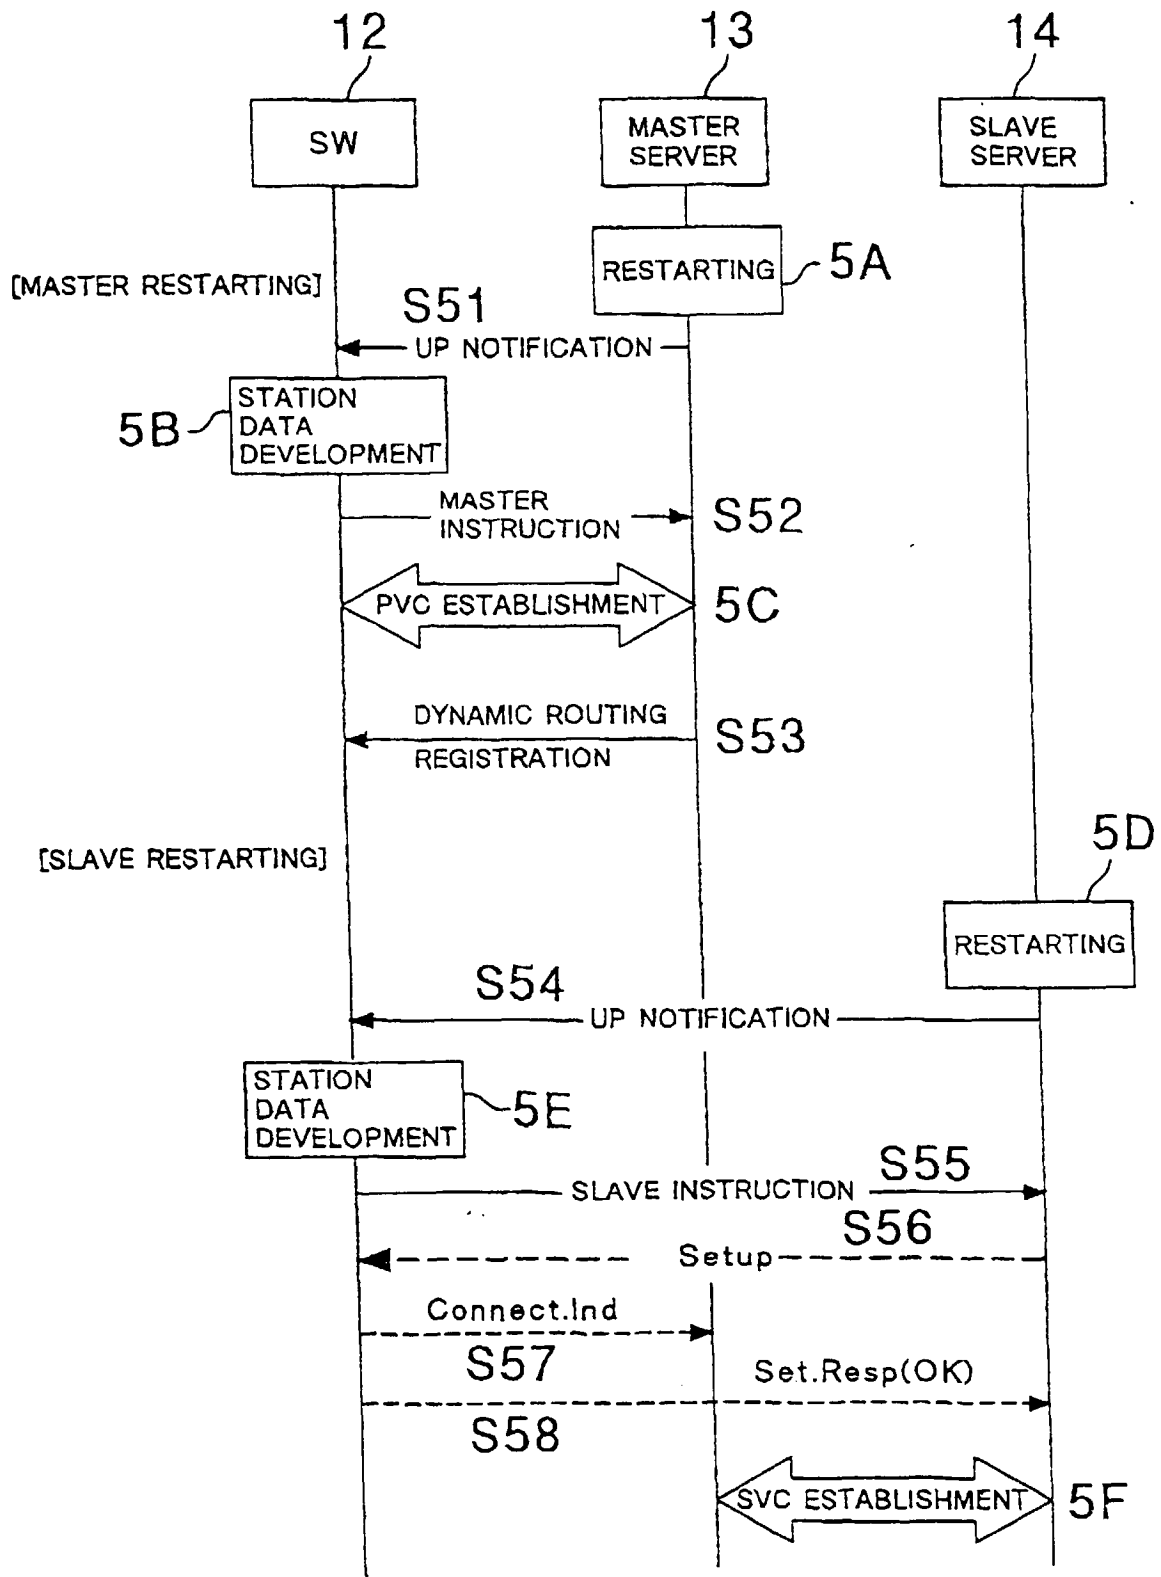 12
13
14
SW
MASTER
SERVER
SLAVE
SERVER
[MASTER RESTARTING]
RESTARTING
5A
S51
UP NOTIFICATION
5B
STATION
DATA
DEVELOPMENT
MASTER
INSTRUCTION
S52
PVC ESTABLISHMENT
5C
DYNAMIC ROUTING
REGISTRATION
S53
[SLAVE RESTARTING]
5D
RESTARTING
S54
UP NOTIFICATION
STATION
DATA
DEVELOPMENT
5E
S55
SLAVE INSTRUCTION
S56
Setup
Connect.Ind
S57
Set.Resp(OK)
S58
SVC ESTABLISHMENT
5F